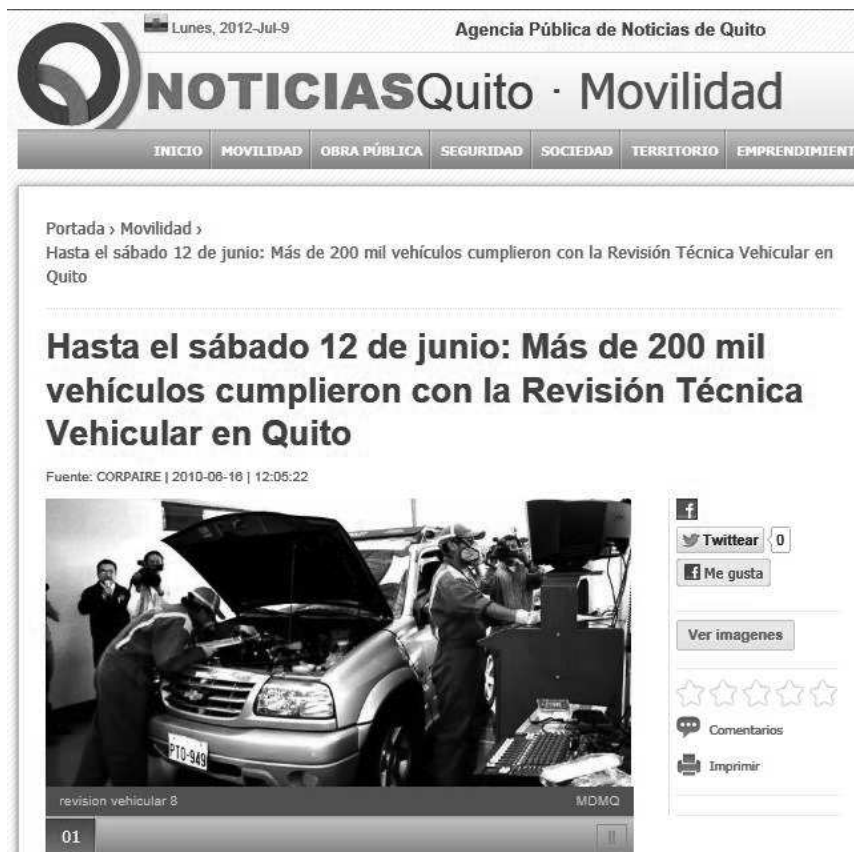 Lunes, 2012-Jul-9
Agencia Pública de Noticias de Quito
NOTICIASQuito · Movilidad
INICIO MOVILIDAD OBRA PÚBLICA SEGURIDAD SOCIEDAD TERRITORIO EMPRENDIMIENT
Portada › Movilidad ›
Hasta el sábado 12 de junio: Más de 200 mil vehículos cumplieron con la Revisión Técnica Vehicular en
Quito
Hasta el sábado 12 de junio: Más de 200 mil
vehículos cumplieron con la Revisión Técnica
Vehicular en Quito
Fuente: CORPAIRE | 2010-06-16 | 12:05:22
Twittear 0
Me gusta
Ver imagenes
Comentarios
Imprimir
PTO-949
revision vehicular 8 MDMQ
01